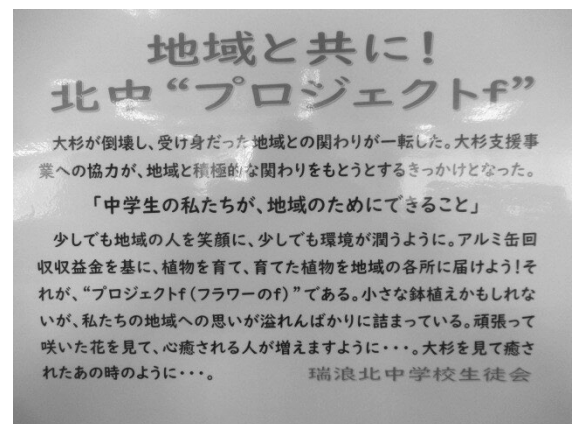 地域と共に!
北中“プロジェクトf”
大杉が倒壊し、受け身だった地域との関わりが一転した。大杉支援事
業への協力が、地域と積極的な関わりをもとうとするきっかけとなった。
「中学生の私たちが、地域のためにできること」
少しでも地域の人を笑顔に、少しでも環境が潤うように。アルミ缶回
収収益金を基に、植物を育て、育てた植物を地域の各所に届けよう!そ
れが、“プロジェクトf(フラワーのf)”である。小さな鉢植えかもしれな
いが、私たちの地域への思いが溢れんばかりに詰まっている。頑張って
咲いた花を見て、心癒される人が増えますように・・・。大杉を見て癒さ
れたあの時のように・・・。
瑞浪北中学校生徒会